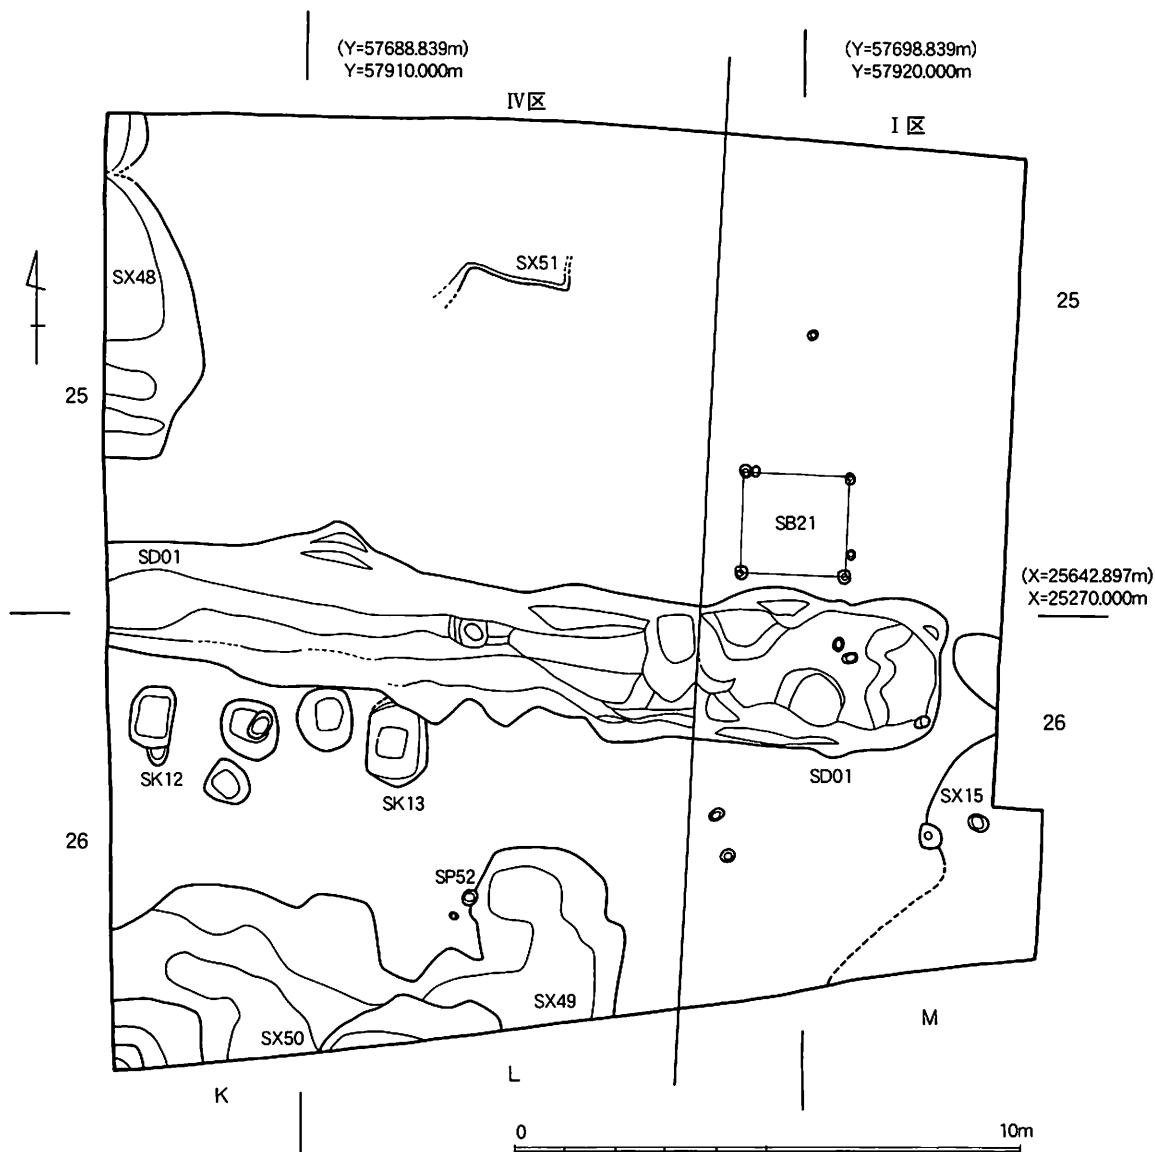 (Y=57688.839m)
Y=57910.000m
(Y=57698.839m)
Y=57920.000m
Ⅳ区
Ⅰ区
SX48
SX51
25
25
SB21
SD01
(X=25642.897m)
X=25270.000m
26
SK12
SK13
SD01
SX15
26
SP52
SX49
SX50
M
L
K
0
10m